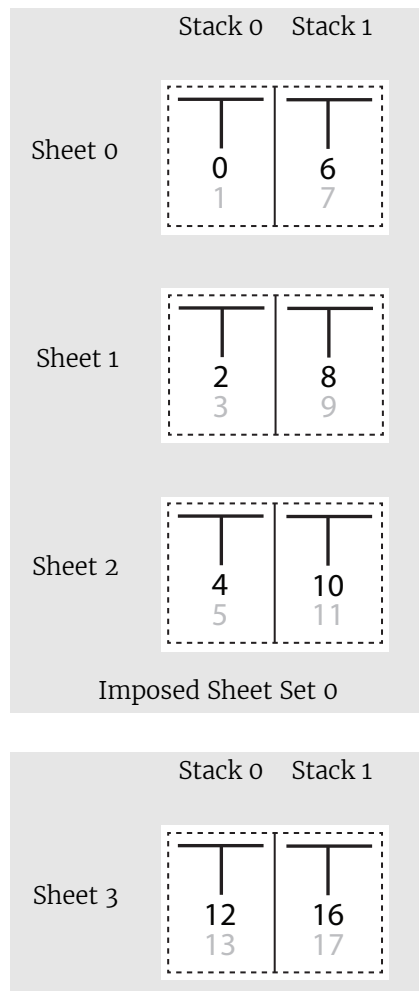 Stack 0 Stack 1
Sheet 0
0 6
1 7
Sheet 1
2 8
3 9
Sheet 2
4 10
5 11
Imposed Sheet Set 0
Stack 0 Stack 1
Sheet 3
12 16
13 17